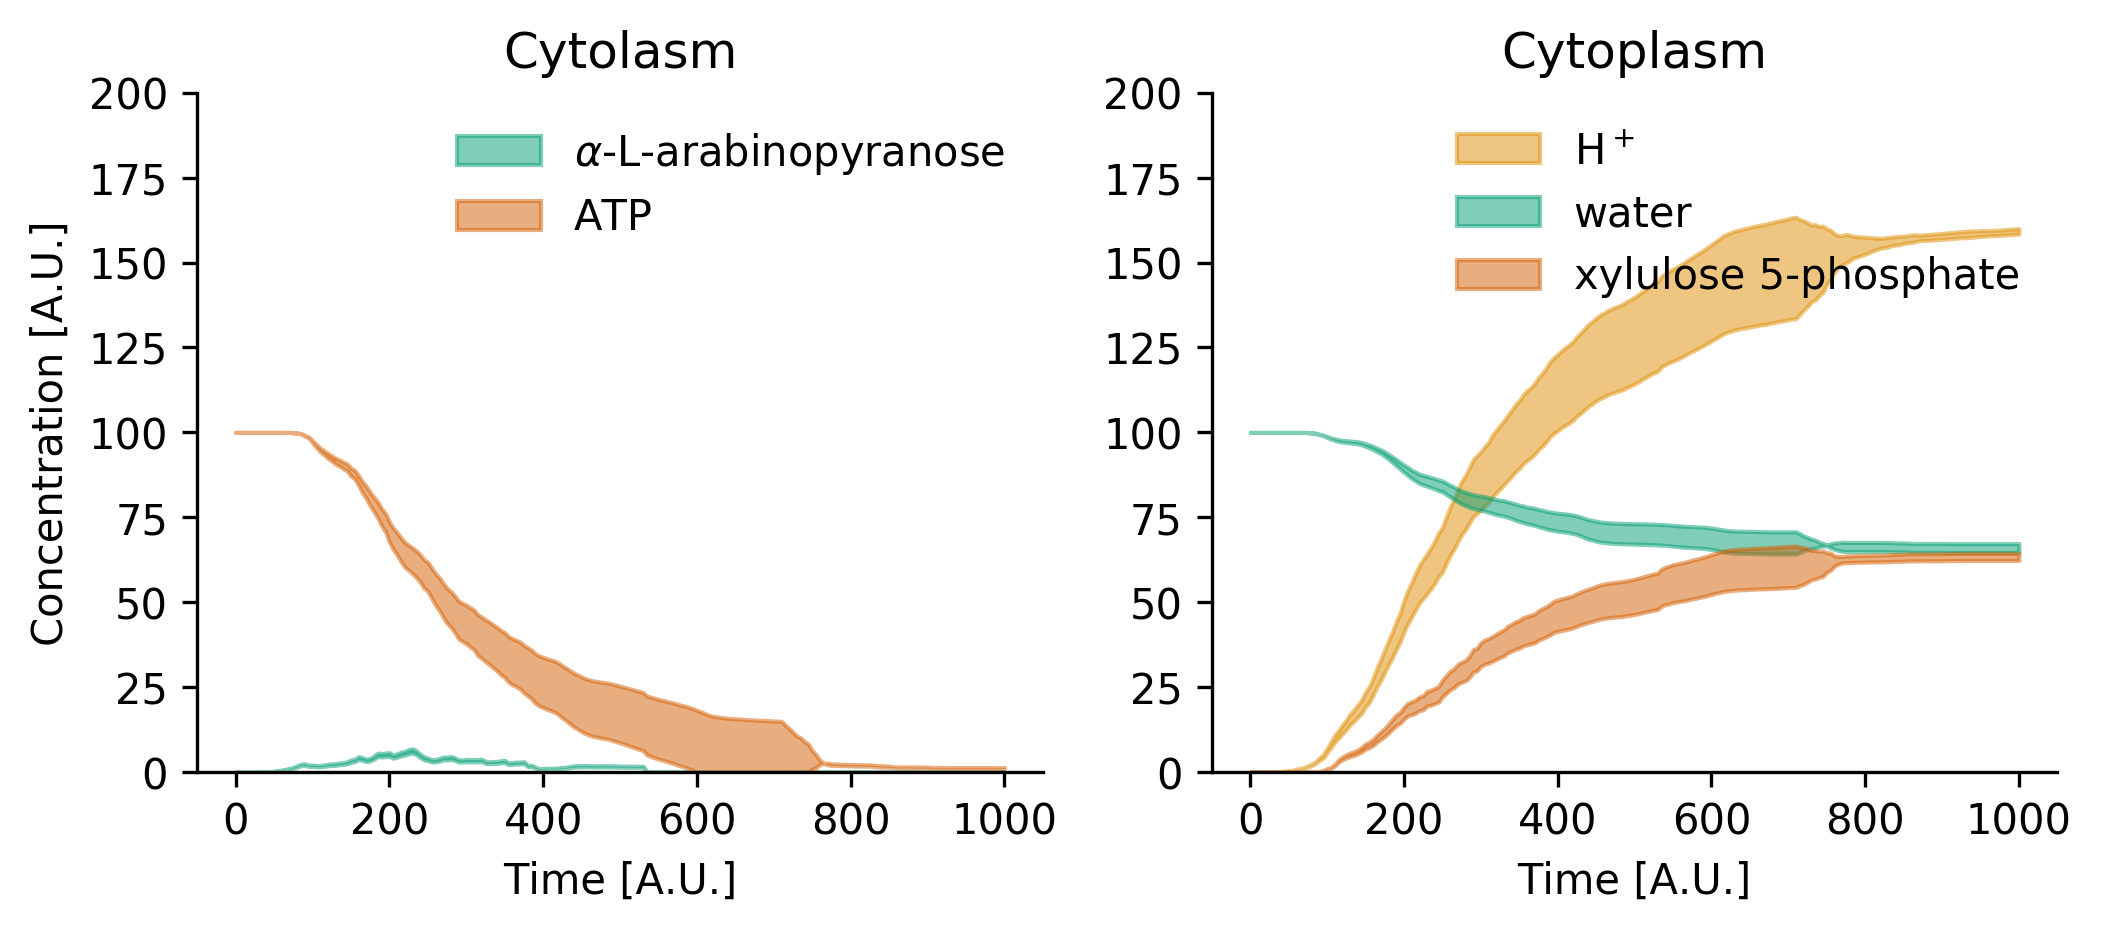 Cytolasm
200
175
150
125
100
75
50
25
0
0 200 400 600 800 1000
Time [A.U.]
Concentration [A.U.]
α-L-arabinopyranose
ATP
Cytoplasm
200
175
150
125
100
75
50
25
0
0 200 400 600 800 1000
Time [A.U.]
H⁺
water
xylulose 5-phosphate